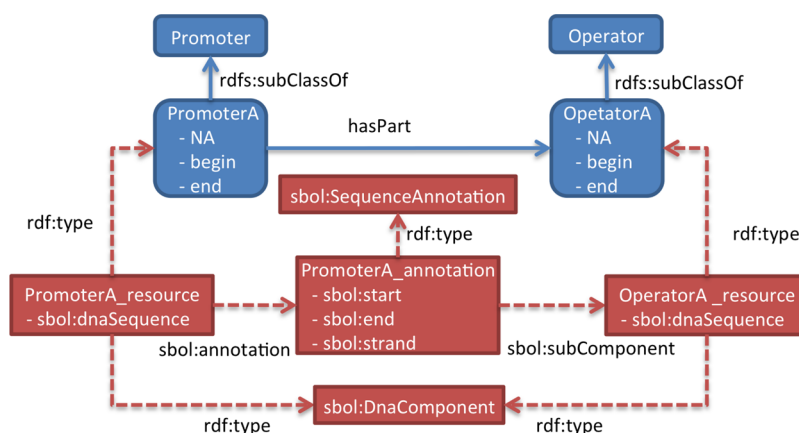 Promoter
Operator
rdfs:subClassOf
rdfs:subClassOf
PromoterA
- NA
- begin
- end
hasPart
OpetatorA
- NA
- begin
- end
sbol:SequenceAnnotation
rdf:type
rdf:type
rdf:type
PromoterA_resource
- sbol:dnaSequence
PromoterA_annotation
- sbol:start
- sbol:end
- sbol:strand
OperatorA _resource
- sbol:dnaSequence
sbol:annotation
sbol:subComponent
sbol:DnaComponent
rdf:type
rdf:type